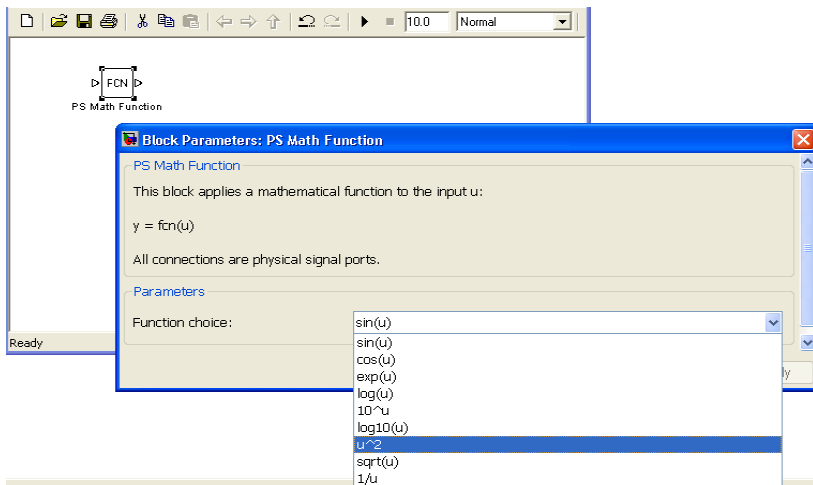 10.0 Normal
FCN
PS Math Function
Block Parameters: PS Math Function
PS Math Function
This block applies a mathematical function to the input u:
y = fcn(u)
All connections are physical signal ports.
Parameters
Function choice: sin(u)
Ready
sin(u)
cos(u)
exp(u)
log(u)
10^u
log10(u)
u^2
sqrt(u)
1/u
ly